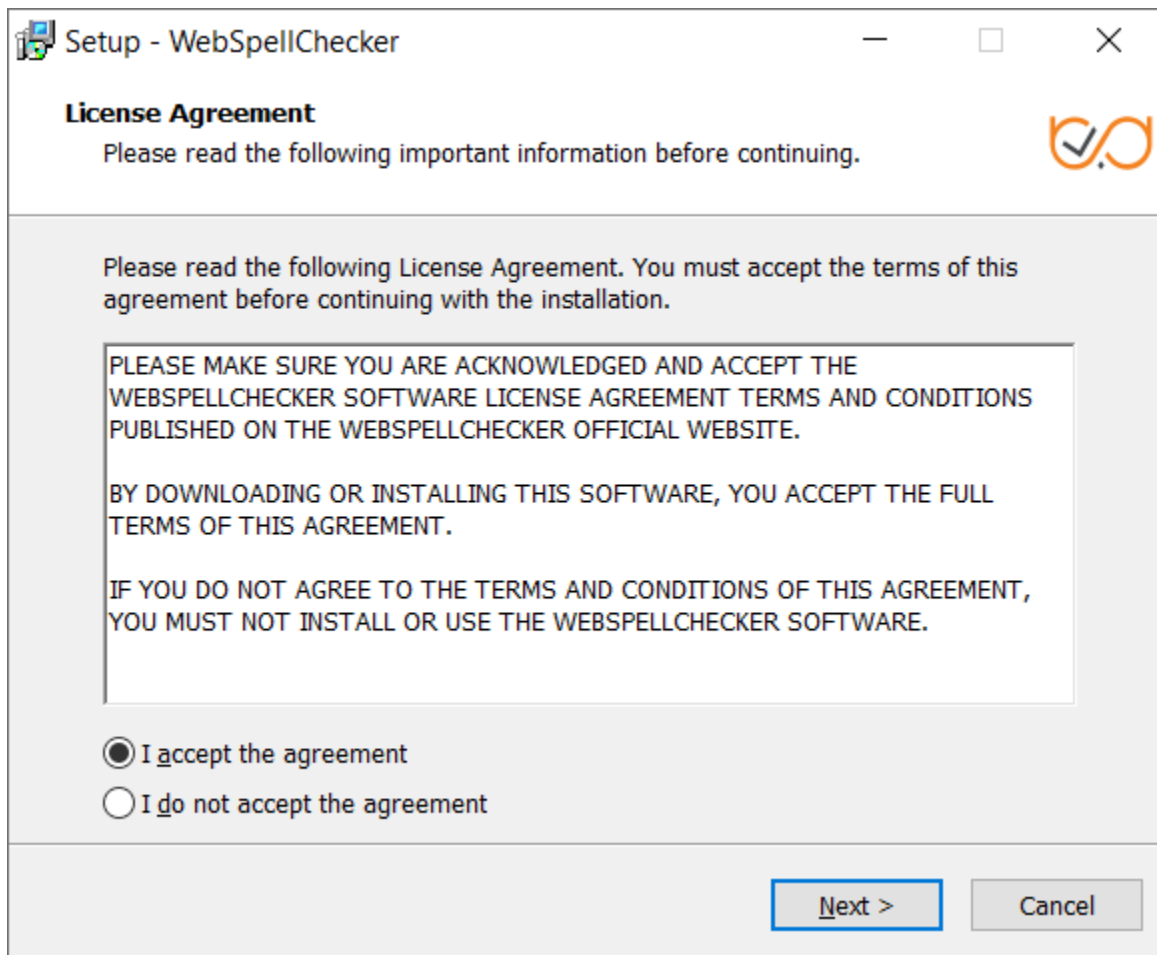 Setup - WebSpellChecker
License Agreement
Please read the following important information before continuing.
Please read the following License Agreement. You must accept the terms of this
agreement before continuing with the installation.
PLEASE MAKE SURE YOU ARE ACKNOWLEDGED AND ACCEPT THE
WEBSPELLCHECKER SOFTWARE LICENSE AGREEMENT TERMS AND CONDITIONS
PUBLISHED ON THE WEBSPELLCHECKER OFFICIAL WEBSITE.
BY DOWNLOADING OR INSTALLING THIS SOFTWARE, YOU ACCEPT THE FULL
TERMS OF THIS AGREEMENT.
IF YOU DO NOT AGREE TO THE TERMS AND CONDITIONS OF THIS AGREEMENT,
YOU MUST NOT INSTALL OR USE THE WEBSPELLCHECKER SOFTWARE.
I accept the agreement
I do not accept the agreement
Next >
Cancel